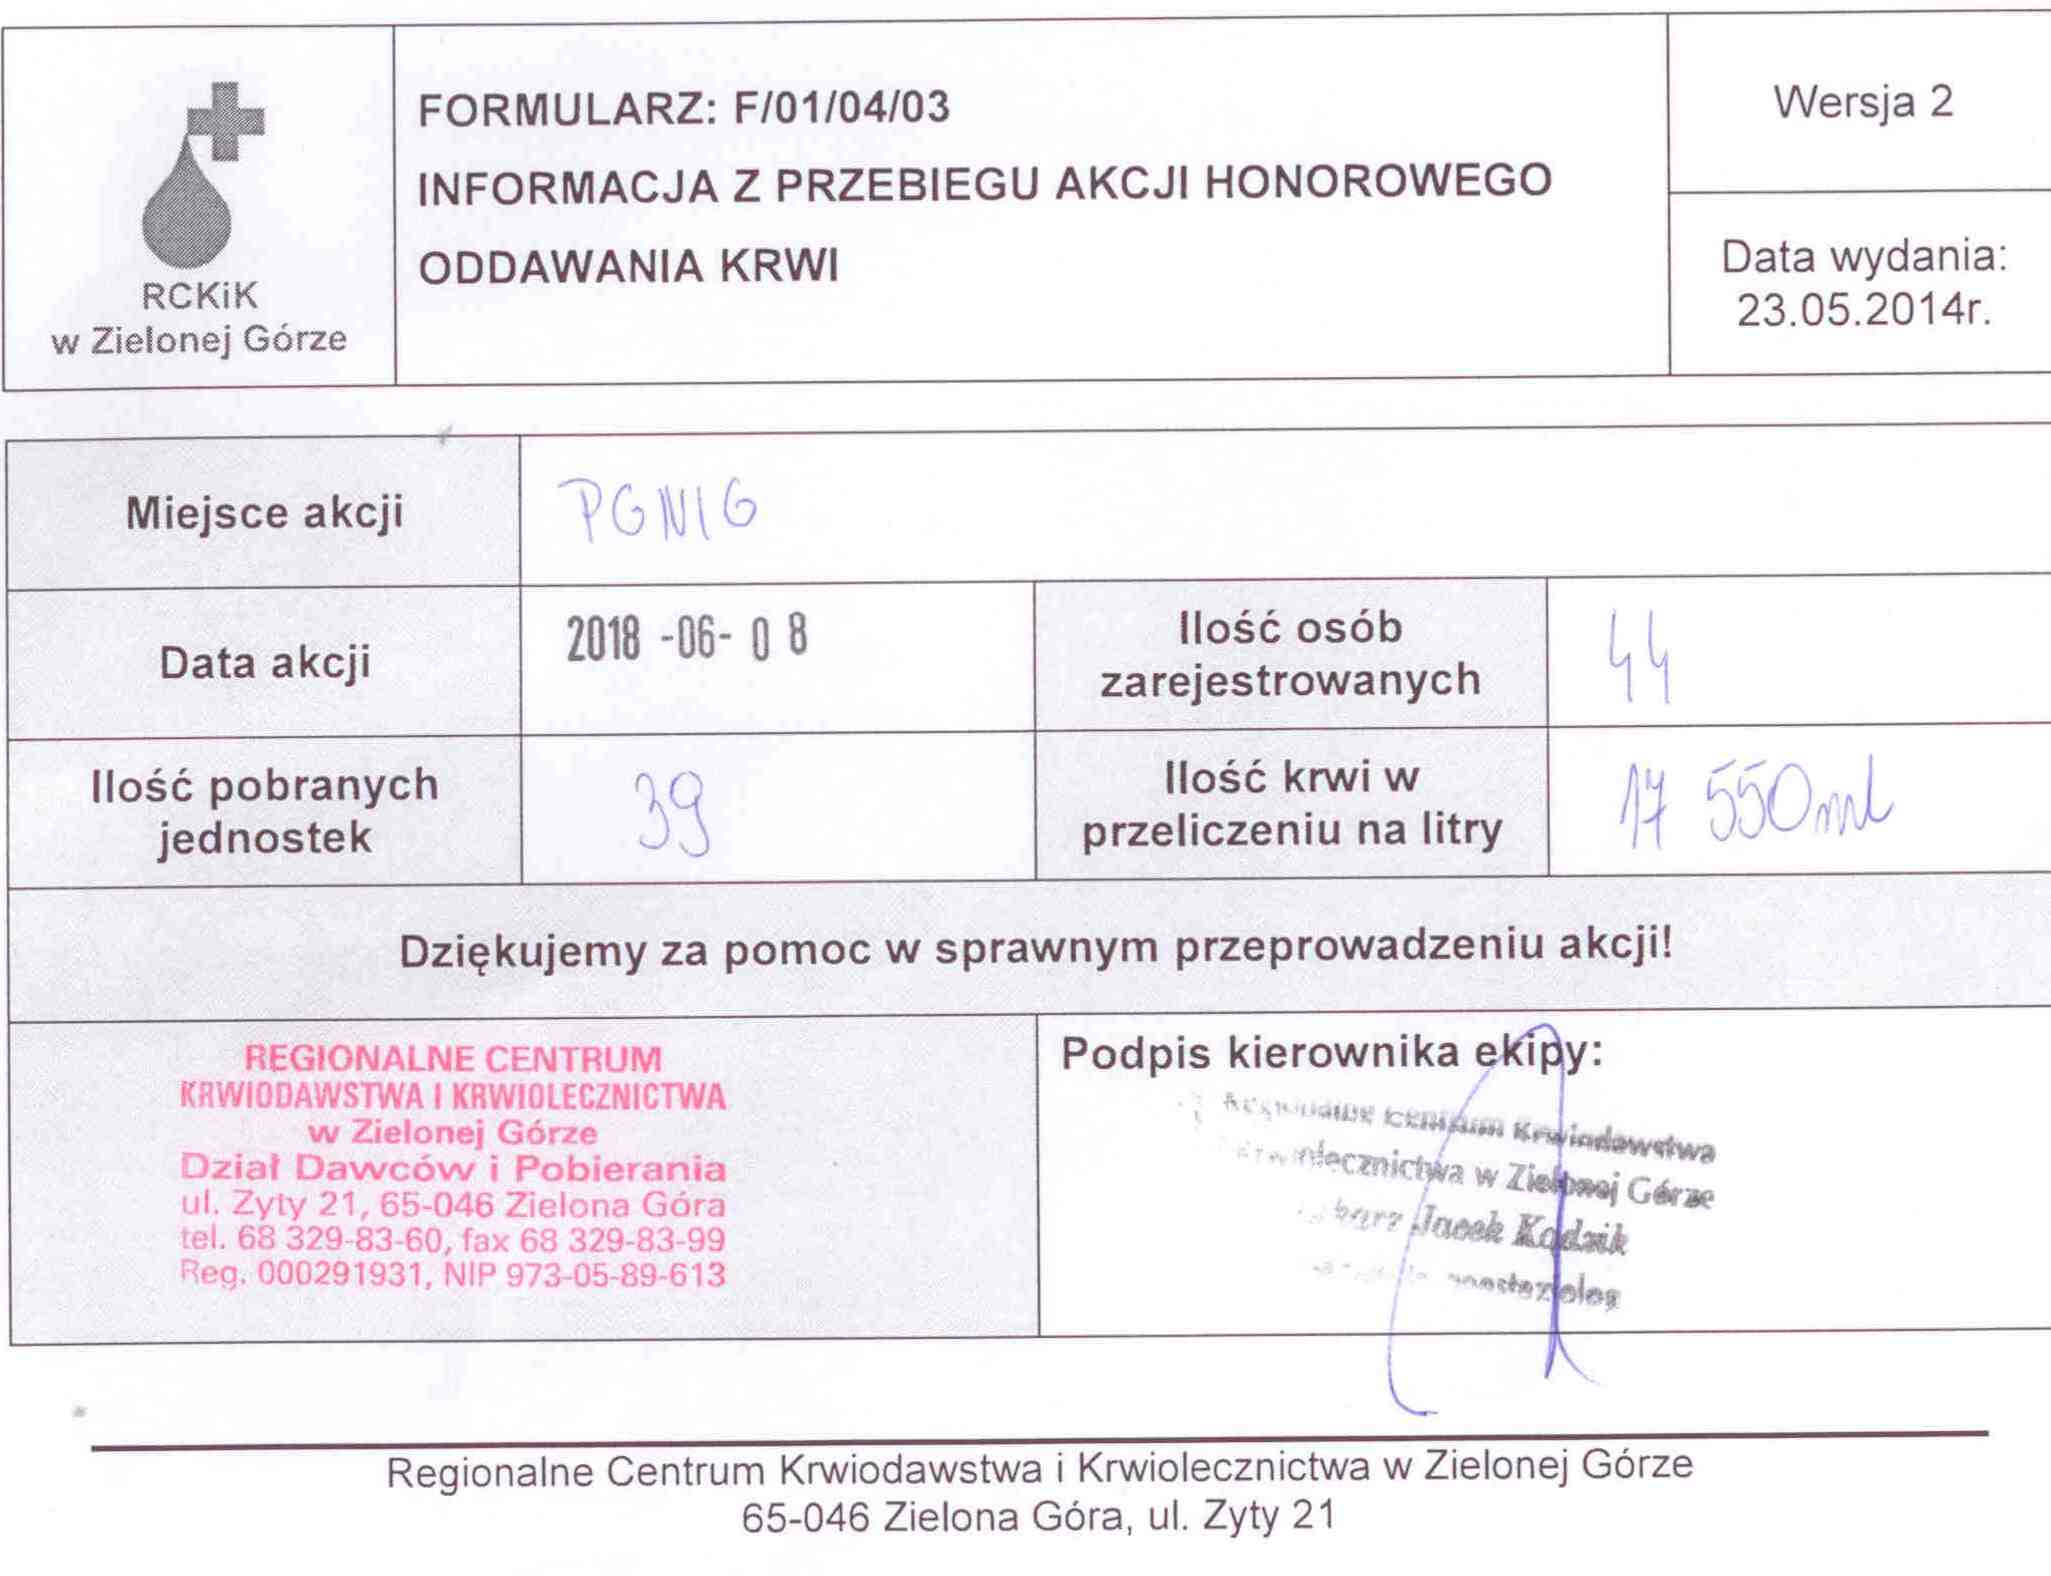 RCKiK
w Zielonej Górze
FORMULARZ: F/01/04/03
INFORMACJA Z PRZEBIEGU AKCJI HONOROWEGO
ODDAWANIA KRWI
Wersja 2
Data wydania:
23.05.2014r.
Miejsce akcji
PGNIG
Data akcji
2018 -06- 08
Ilość osób
zarejestrowanych
44
Ilość pobranych
jednostek
39
Ilość krwi w
przeliczeniu na litry
17 550ml
Dziękujemy za pomoc w sprawnym przeprowadzeniu akcji!
REGIONALNE CENTRUM
KRWIODAWSTWA I KRWIOLECZNICTWA
w Zielonej Górze
Dział Dawców i Pobierania
ul. Zyty 21, 65-046 Zielona Góra
tel. 68 329-83-60, fax 68 329-83-99
Reg. 000291931, NIP 973-05-89-613
Podpis kierownika ekipy:
Regionalne Centrum Krwiodawstwa
w Zielonej Górze
Jacek
Regionalne Centrum Krwiodawstwa i Krwiolecznictwa w Zielonej Górze
65-046 Zielona Góra, ul. Zyty 21